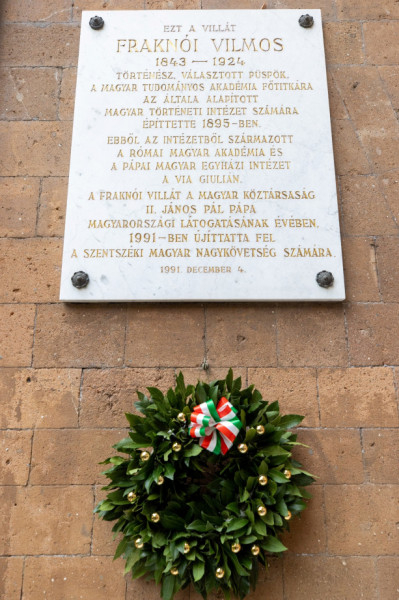 EZT A VILLÁT
FRAKNÓI VILMOS
1843 — 1924
TÖRTÉNÉSZ, VÁLASZTOTT PÜSPÖK,
A MAGYAR TUDOMÁNYOS AKADÉMIA FŐTITKÁRA
AZ ÁLTALA ALAPÍTOTT
MAGYAR TÖRTÉNETI INTÉZET SZÁMÁRA
ÉPÍTTETTE 1895-BEN.
EBBŐL AZ INTÉZETBŐL SZÁRMAZOTT
A RÓMAI MAGYAR AKADÉMIA ÉS
A PÁPAI MAGYAR EGYHÁZI INTÉZET
A VIA GIULIÁN.
A FRAKNÓI VILLÁT A MAGYAR KÖZTÁRSASÁG
II. JÁNOS PÁL PÁPA
MAGYARORSZÁGI LÁTOGATÁSÁNAK ÉVÉBEN,
1991-BEN ÚJÍTTATTA FEL
A SZENTSZÉKI MAGYAR NAGYKÖVETSÉG SZÁMÁRA.
1991. DECEMBER 4.